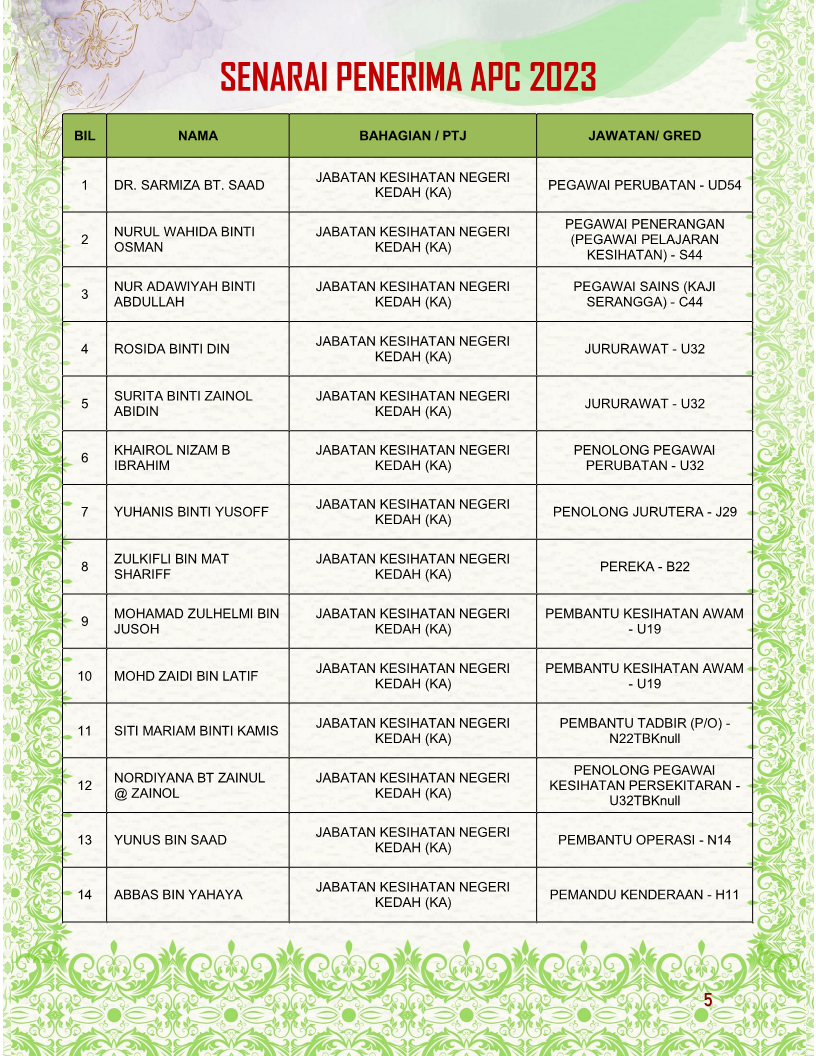 SENARAI PENERIMA APC 2023
BIL NAMA BAHAGIAN / PTJ JAWATAN/ GRED
1 DR. SARMIZA BT. SAAD JABATAN KESIHATAN NEGERI
KEDAH (KA) PEGAWAI PERUBATAN - UD54
2 NURUL WAHIDA BINTI
OSMAN JABATAN KESIHATAN NEGERI
KEDAH (KA) PEGAWAI PENERANGAN
(PEGAWAI PELAJARAN
KESIHATAN) - S44
3 NUR ADAWIYAH BINTI
ABDULLAH JABATAN KESIHATAN NEGERI
KEDAH (KA) PEGAWAI SAINS (KAJI
SERANGGA) - C44
4 ROSIDA BINTI DIN JABATAN KESIHATAN NEGERI
KEDAH (KA) JURURAWAT - U32
5 SURITA BINTI ZAINOL
ABIDIN JABATAN KESIHATAN NEGERI
KEDAH (KA) JURURAWAT - U32
6 KHAIROL NIZAM B
IBRAHIM JABATAN KESIHATAN NEGERI
KEDAH (KA) PENOLONG PEGAWAI
PERUBATAN - U32
7 YUHANIS BINTI YUSOFF JABATAN KESIHATAN NEGERI
KEDAH (KA) PENOLONG JURUTERA - J29
8 ZULKIFLI BIN MAT
SHARIFF JABATAN KESIHATAN NEGERI
KEDAH (KA) PEREKA - B22
9 MOHAMAD ZULHELMI BIN
JUSOH JABATAN KESIHATAN NEGERI
KEDAH (KA) PEMBANTU KESIHATAN AWAM
- U19
10 MOHD ZAIDI BIN LATIF JABATAN KESIHATAN NEGERI
KEDAH (KA) PEMBANTU KESIHATAN AWAM
- U19
11 SITI MARIAM BINTI KAMIS JABATAN KESIHATAN NEGERI
KEDAH (KA) PEMBANTU TADBIR (P/O) -
N22TBKnull
12 NORDIYANA BT ZAINUL
@ ZAINOL JABATAN KESIHATAN NEGERI
KEDAH (KA) PENOLONG PEGAWAI
KESIHATAN PERSEKITARAN -
U32TBKnull
13 YUNUS BIN SAAD JABATAN KESIHATAN NEGERI
KEDAH (KA) PEMBANTU OPERASI - N14
14 ABBAS BIN YAHAYA JABATAN KESIHATAN NEGERI
KEDAH (KA) PEMANDU KENDERAAN - H11
5